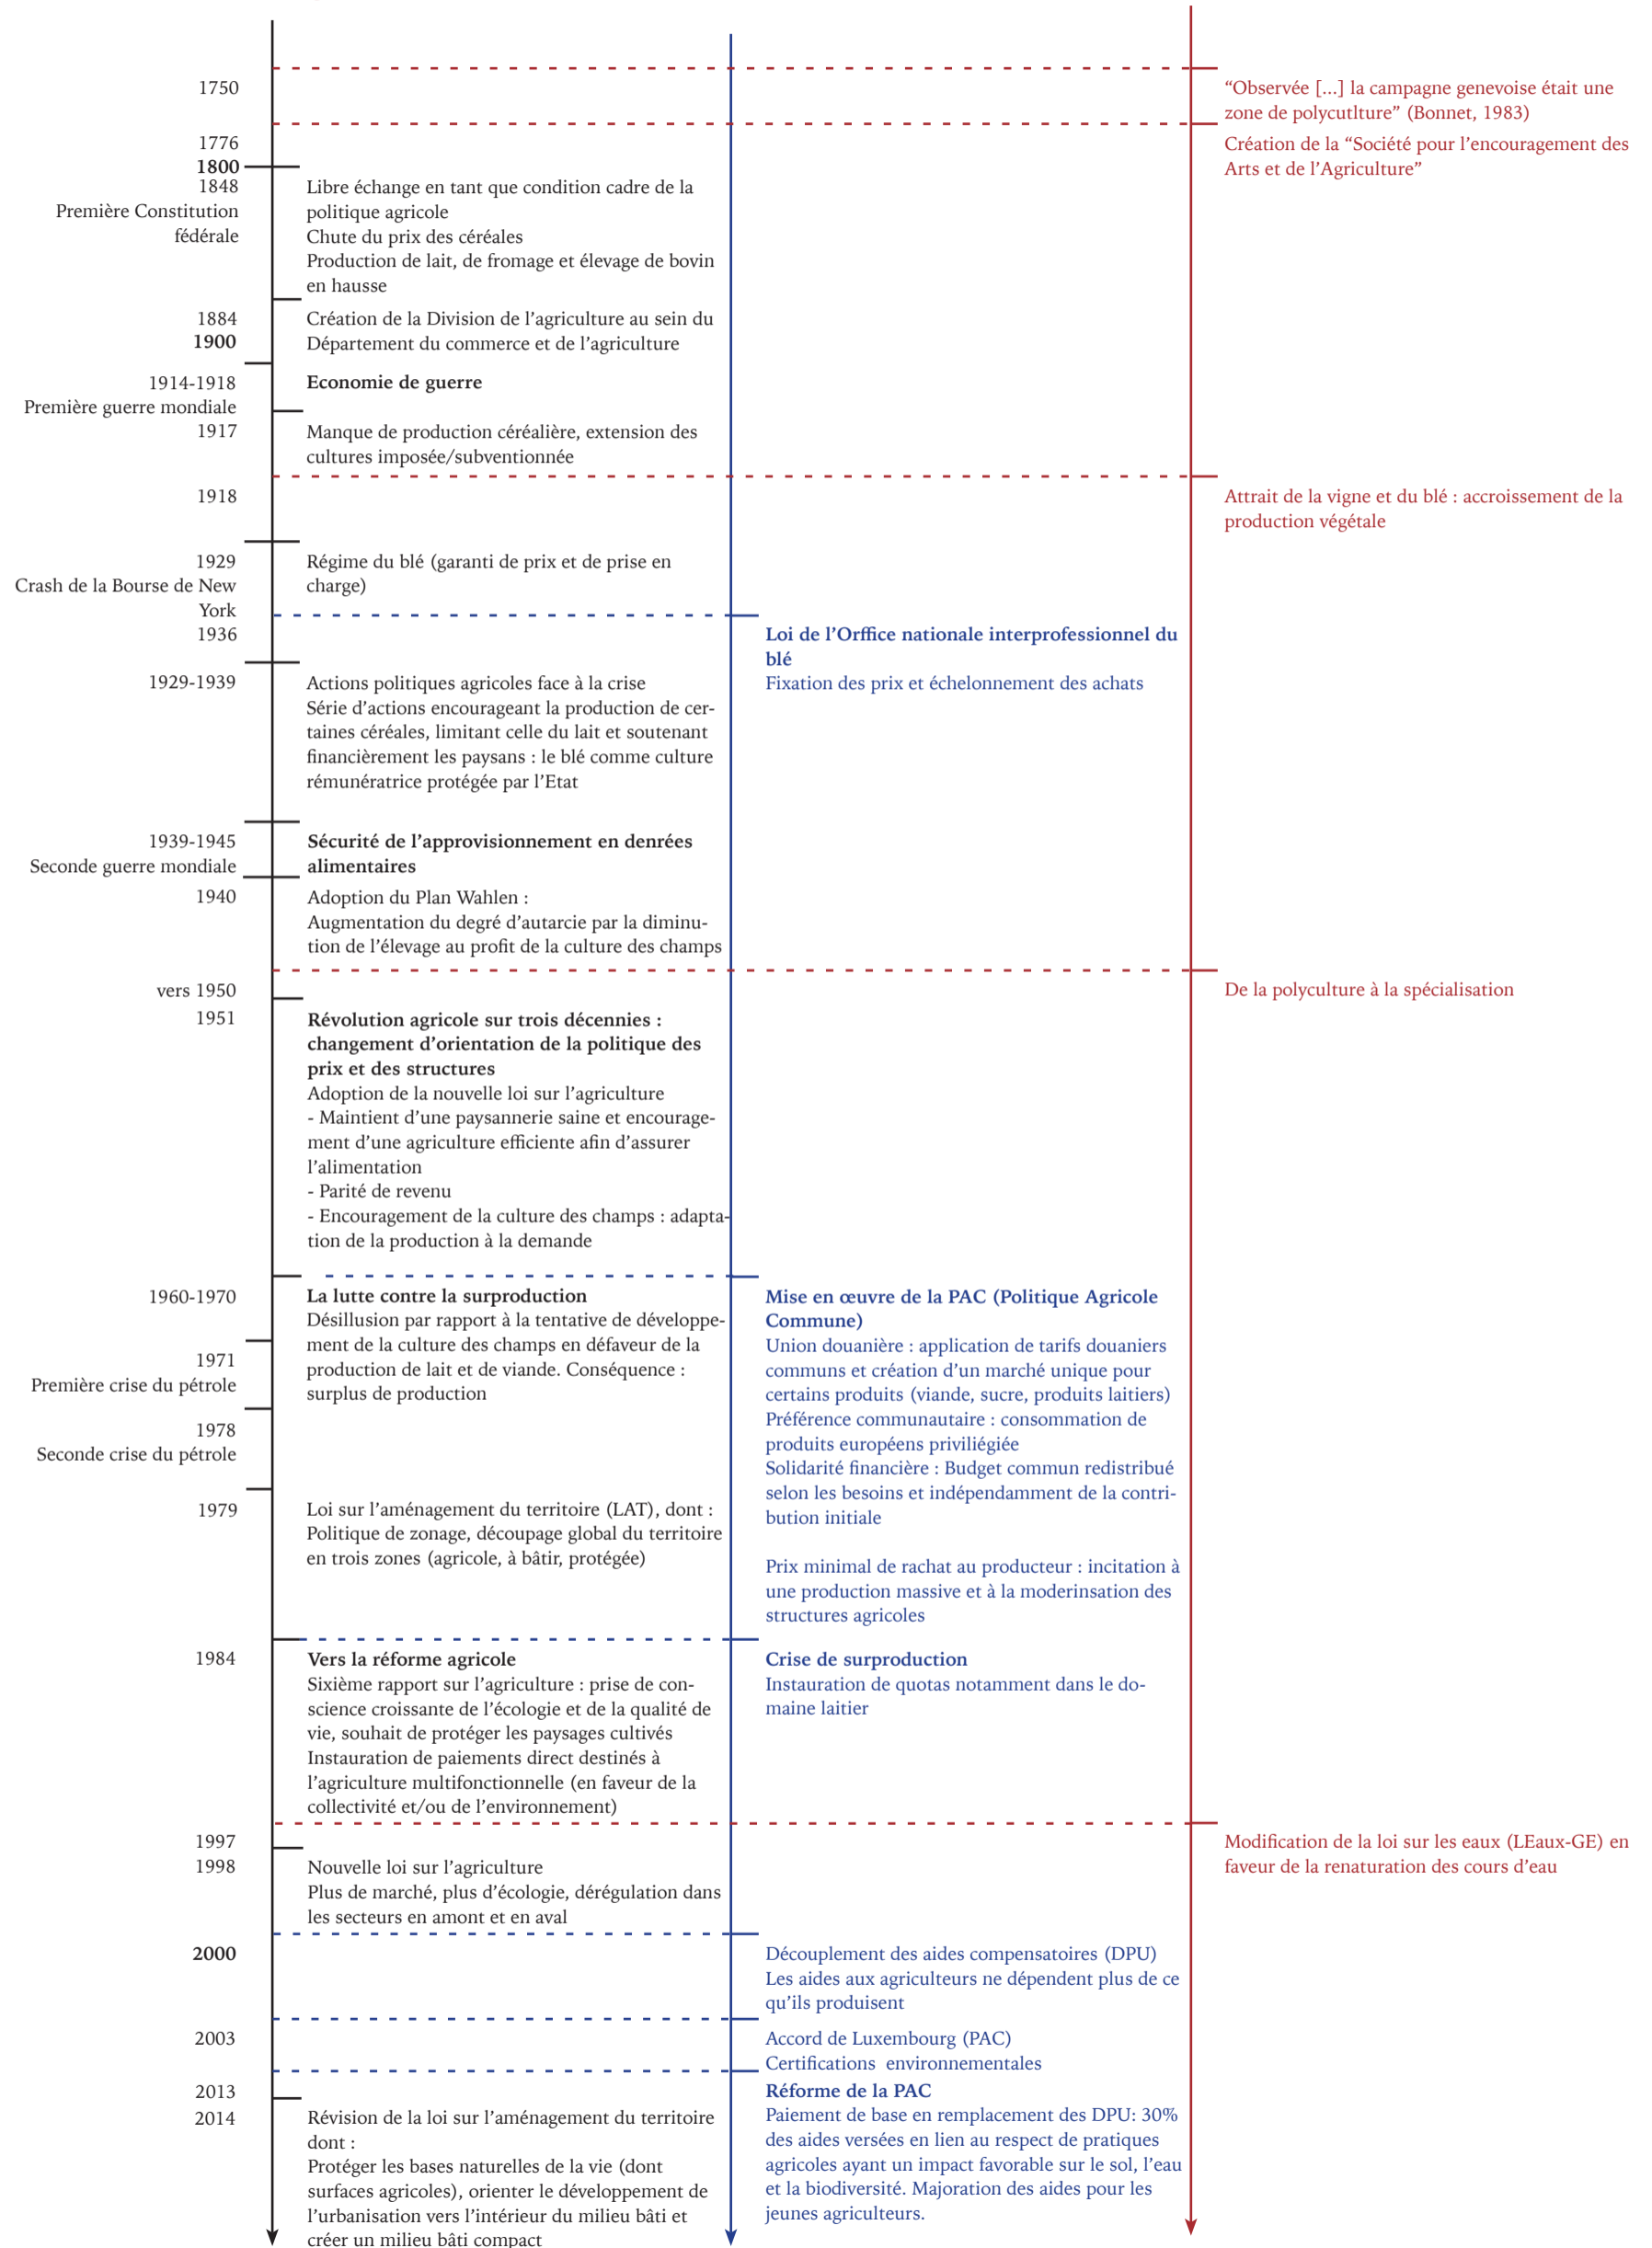 1750
“Observée [...] la campagne genevoise était une
zone de polycutlture” (Bonnet, 1983)
1776
Création de la “Société pour l’encouragement des
Arts et de l’Agriculture”
1800
1848
Première Constitution
fédérale
Libre échange en tant que condition cadre de la
politique agricole
Chute du prix des céréales
Production de lait, de fromage et élevage de bovin
en hausse
1884
1900
Création de la Division de l’agriculture au sein du
Département du commerce et de l’agriculture
1914-1918
Première guerre mondiale
Economie de guerre
1917
Manque de production céréalière, extension des
cultures imposée/subventionnée
1918
Attrait de la vigne et du blé : accroissement de la
production végétale
1929
Crash de la Bourse de New
York
Régime du blé (garanti de prix et de prise en
charge)
1936
Loi de l’Orffice nationale interprofessionnel du
blé
Fixation des prix et échelonnement des achats
1929-1939
Actions politiques agricoles face à la crise
Série d’actions encourageant la production de cer-
taines céréales, limitant celle du lait et soutenant
financièrement les paysans : le blé comme culture
rémunératrice protégée par l’Etat
1939-1945
Seconde guerre mondiale
Sécurité de l’approvisionnement en denrées
alimentaires
1940
Adoption du Plan Wahlen :
Augmentation du degré d’autarcie par la diminu-
tion de l’élevage au profit de la culture des champs
vers 1950
De la polyculture à la spécialisation
1951
Révolution agricole sur trois décennies :
changement d’orientation de la politique des
prix et des structures
Adoption de la nouvelle loi sur l’agriculture
- Maintient d’une paysannerie saine et encourage-
ment d’une agriculture efficiente afin d’assurer
l’alimentation
- Parité de revenu
- Encouragement de la culture des champs : adapta-
tion de la production à la demande
1960-1970
La lutte contre la surproduction
Désillusion par rapport à la tentative de développe-
ment de la culture des champs en défaveur de la
production de lait et de viande. Conséquence :
surplus de production
Mise en œuvre de la PAC (Politique Agricole
Commune)
Union douanière : application de tarifs douaniers
communs et création d’un marché unique pour
certains produits (viande, sucre, produits laitiers)
Préférence communautaire : consommation de
produits européens priviliégiée
Solidarité financière : Budget commun redistribué
selon les besoins et indépendamment de la contri-
bution initiale
Prix minimal de rachat au producteur : incitation à
une production massive et à la moderinsation des
structures agricoles
1971
Première crise du pétrole
1978
Seconde crise du pétrole
1979
Loi sur l’aménagement du territoire (LAT), dont :
Politique de zonage, découpage global du territoire
en trois zones (agricole, à bâtir, protégée)
1984
Vers la réforme agricole
Sixième rapport sur l’agriculture : prise de con-
science croissante de l’écologie et de la qualité de
vie, souhait de protéger les paysages cultivés
Instauration de paiements direct destinés à
l’agriculture multifonctionnelle (en faveur de la
collectivité et/ou de l’environnement)
Crise de surproduction
Instauration de quotas notamment dans le do-
maine laitier
1997
Modification de la loi sur les eaux (LEaux-GE) en
faveur de la renaturation des cours d’eau
1998
Nouvelle loi sur l’agriculture
Plus de marché, plus d’écologie, dérégulation dans
les secteurs en amont et en aval
2000
Découplement des aides compensatoires (DPU)
Les aides aux agriculteurs ne dépendent plus de ce
qu’ils produisent
2003
Accord de Luxembourg (PAC)
Certifications environnementales
2013
Réforme de la PAC
Paiement de base en remplacement des DPU: 30%
des aides versées en lien au respect de pratiques
agricoles ayant un impact favorable sur le sol, l’eau
et la biodiversité. Majoration des aides pour les
jeunes agriculteurs.
2014
Révision de la loi sur l’aménagement du territoire
dont :
Protéger les bases naturelles de la vie (dont
surfaces agricoles), orienter le développement de
l’urbanisation vers l’intérieur du milieu bâti et
créer un milieu bâti compact